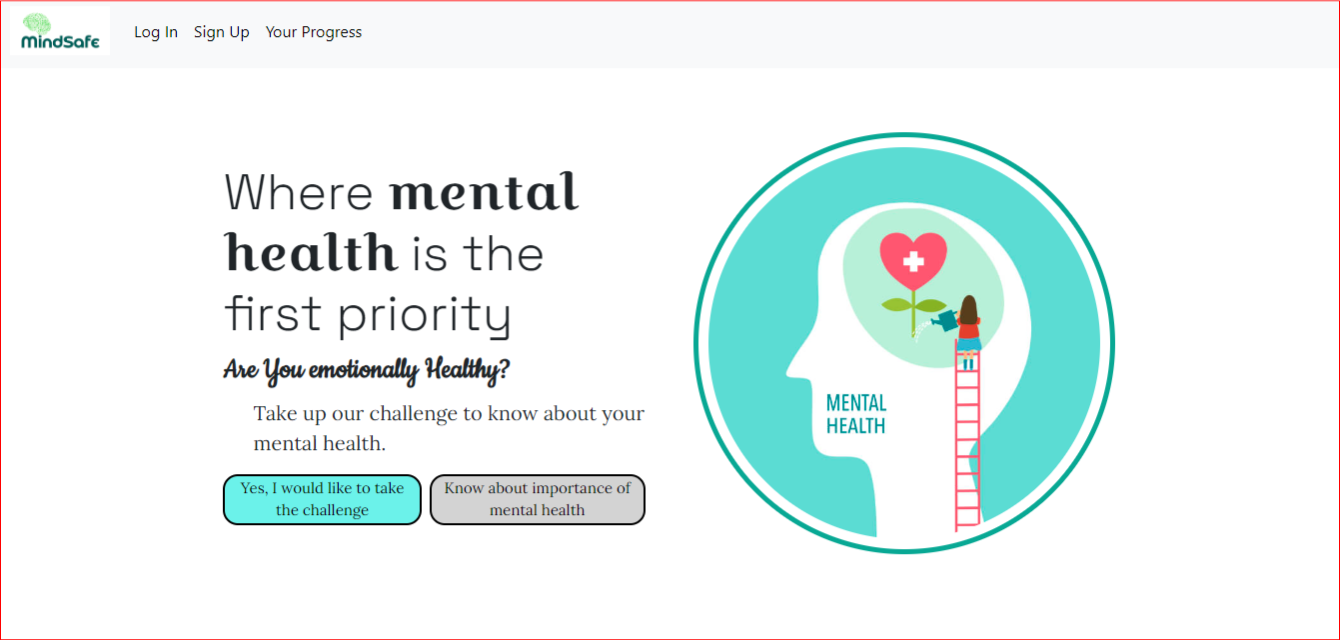 MindSafe
Log In Sign Up Your Progress
Where mental
health is the
first priority
Are You emotionally Healthy?
Take up our challenge to know about your
mental health.
Yes, I would like to take
the challenge
Know about importance of
mental health
MENTAL
HEALTH